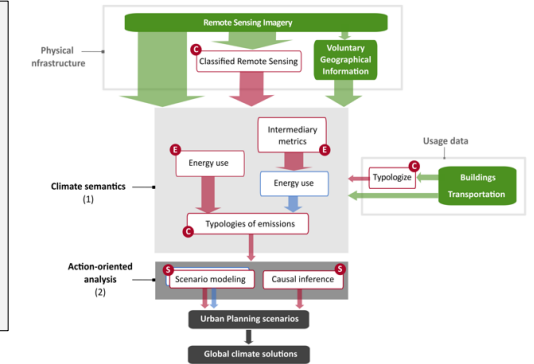 Remote Sensing Imagery
Physical
nfrastructure
C
Classified Remote Sensing
Voluntary
Geographical
Information
Intermediary
metrics
E
Usage data
E
Energy use
Energy use
C
Typologize
Buildings
Transportation
Climate semantics
(1)
Typologies of emissions
C
Action-oriented
analysis
(2)
S
Scenario modeling
Causal inference
S
Urban Planning scenarios
Global climate solutions